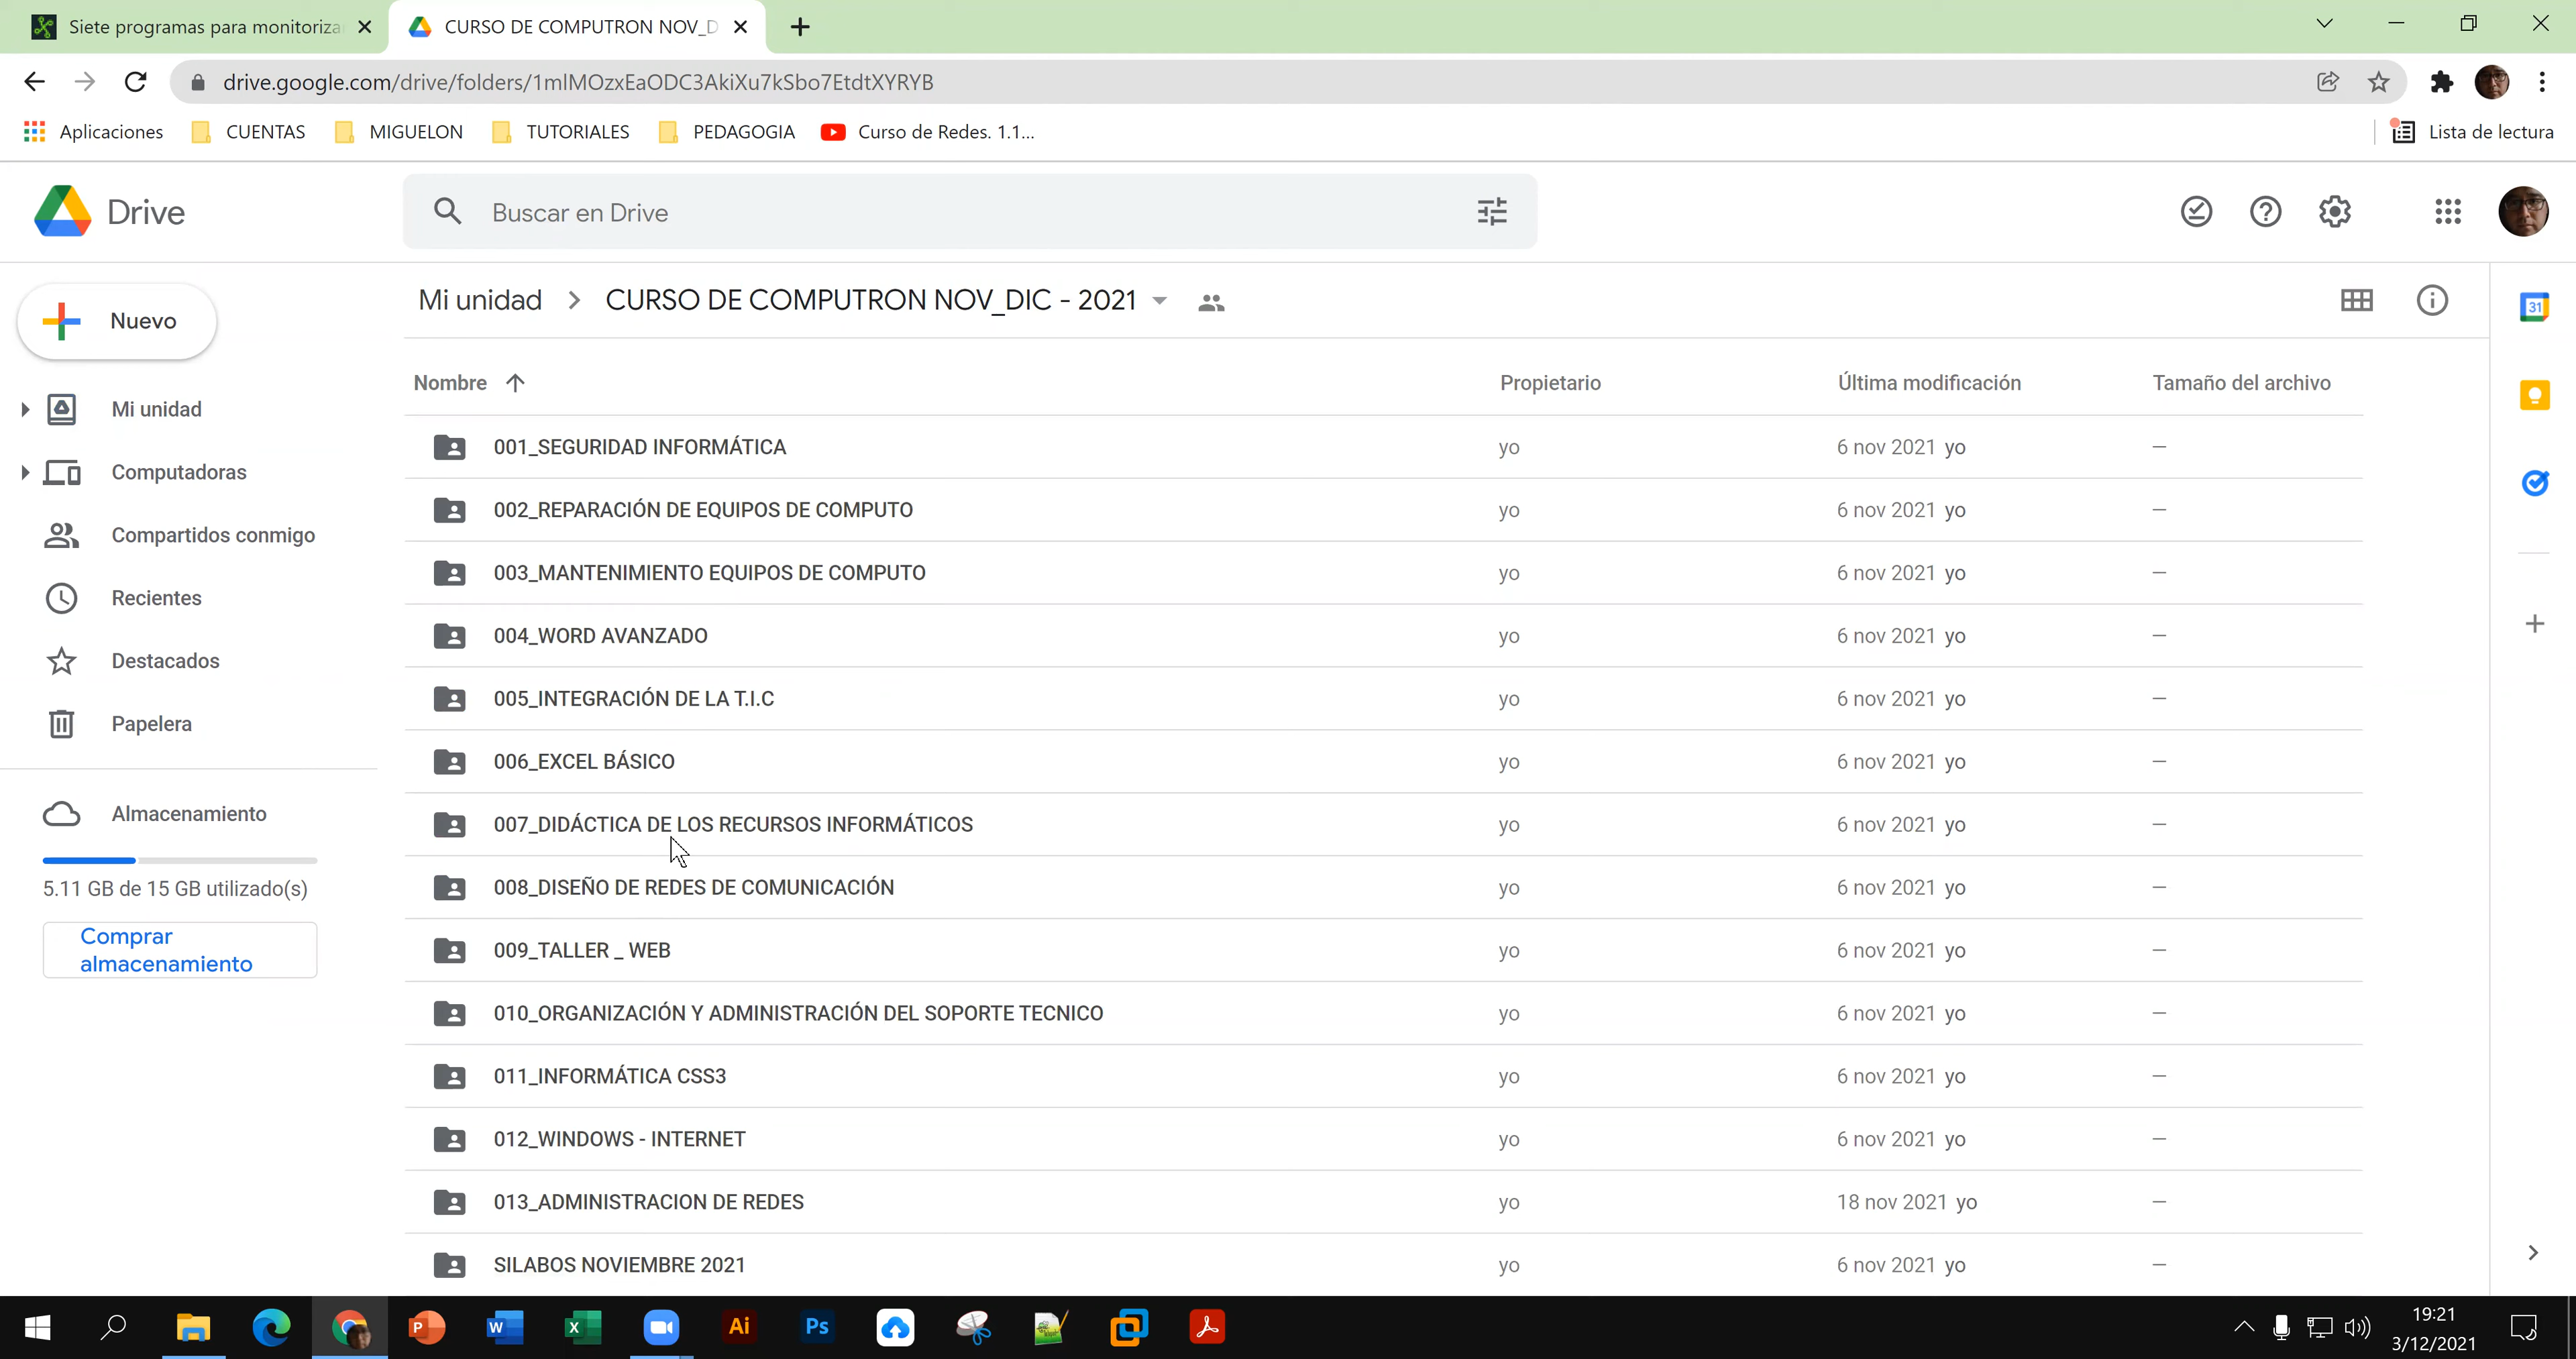 Siete programas para monitoriza
CURSO DE COMPUTRON NOV_D
drive.google.com/drive/folders/1mlMOzxEaODC3AkiXu7kSbo7EtdtXYRYB
Aplicaciones CUENTAS MIGUELON TUTORIALES PEDAGOGIA Curso de Redes. 1.1... Lista de lectura
Drive
Buscar en Drive
Nuevo
Mi unidad
Computadoras
Compartidos conmigo
Recientes
Destacados
Papelera
Almacenamiento
5.11 GB de 15 GB utilizado(s)
Comprar
almacenamiento
Mi unidad CURSO DE COMPUTRON NOV_DIC - 2021
Nombre Propietario Última modificación Tamaño del archivo
001_SEGURIDAD INFORMÁTICA yo 6 nov 2021 yo —
002_REPARACIÓN DE EQUIPOS DE COMPUTO yo 6 nov 2021 yo —
003_MANTENIMIENTO EQUIPOS DE COMPUTO yo 6 nov 2021 yo —
004_WORD AVANZADO yo 6 nov 2021 yo —
005_INTEGRACIÓN DE LA T.I.C yo 6 nov 2021 yo —
006_EXCEL BÁSICO yo 6 nov 2021 yo —
007_DIDÁCTICA DE LOS RECURSOS INFORMÁTICOS yo 6 nov 2021 yo —
008_DISEÑO DE REDES DE COMUNICACIÓN yo 6 nov 2021 yo —
009_TALLER _ WEB yo 6 nov 2021 yo —
010_ORGANIZACIÓN Y ADMINISTRACIÓN DEL SOPORTE TECNICO yo 6 nov 2021 yo —
011_INFORMÁTICA CSS3 yo 6 nov 2021 yo —
012_WINDOWS - INTERNET yo 6 nov 2021 yo —
013_ADMINISTRACION DE REDES yo 18 nov 2021 yo —
SILABOS NOVIEMBRE 2021 yo 6 nov 2021 yo —
31
P
W
X
Ai
Ps
19:21
3/12/2021